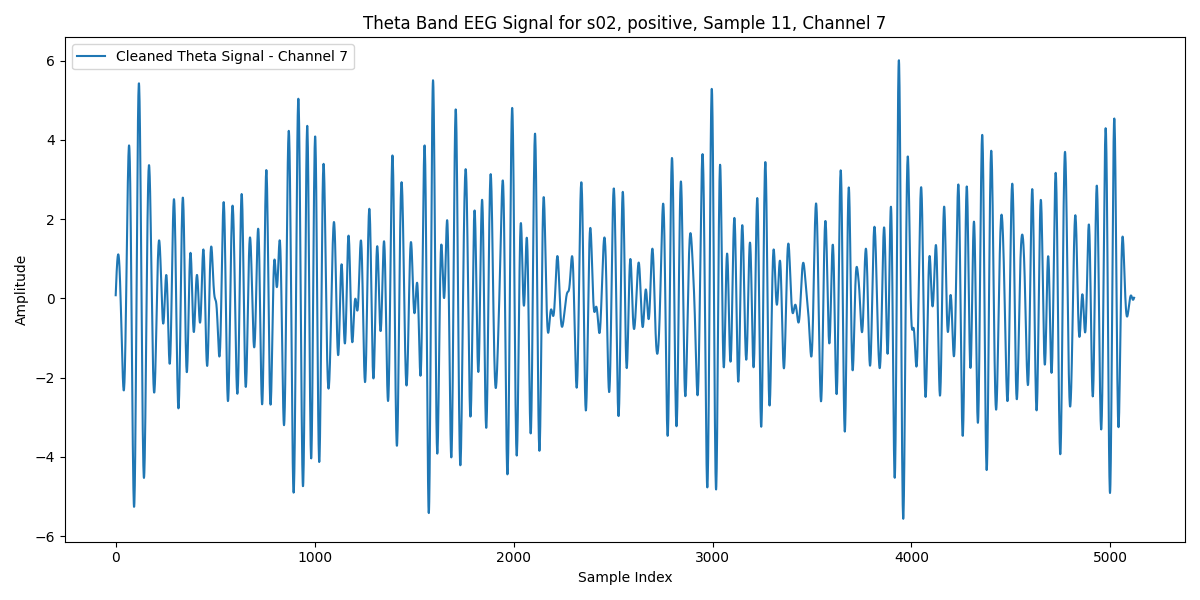 Theta Band EEG Signal for s02, positive, Sample 11, Channel 7
Cleaned Theta Signal - Channel 7
6
4
2
0
−2
−4
−6
Amplitude
0 1000 2000 3000 4000 5000
Sample Index